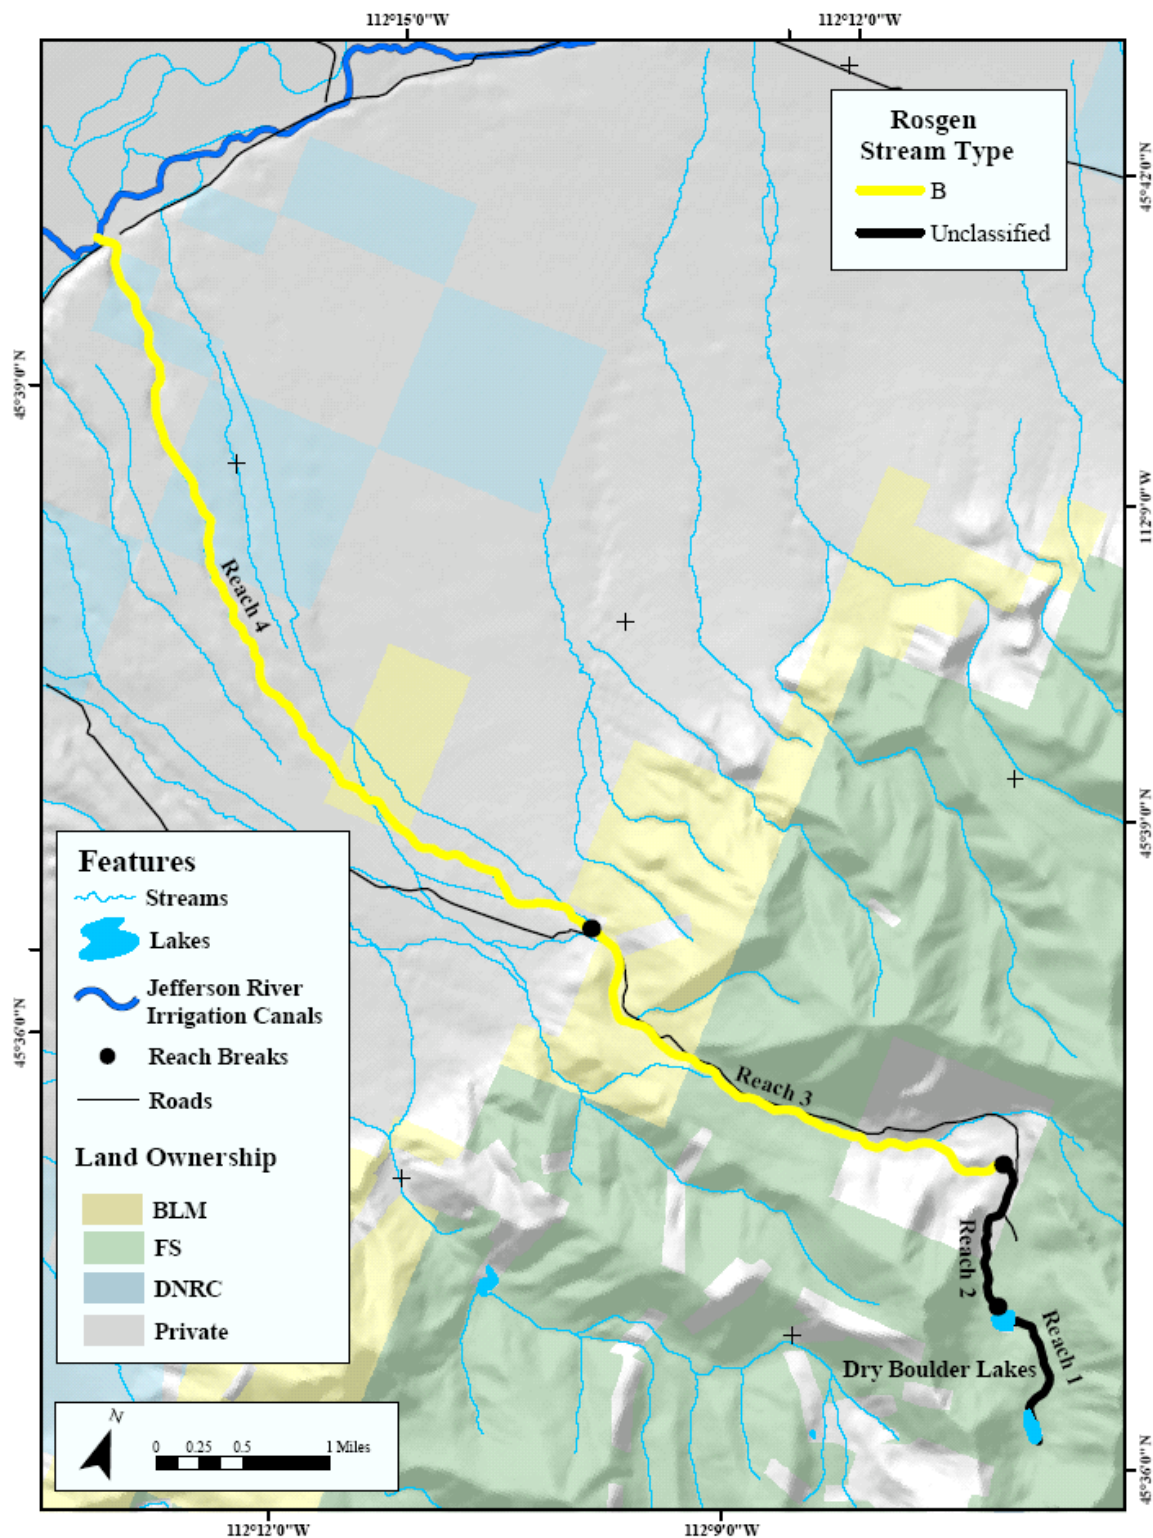 112°15'0"W
112°12'0"W
Rosgen
Stream Type
B
Unclassified
45°42'0"N
45°39'0"N
112°9'0"W
Reach 4
45°39'0"N
Features
Streams
Lakes
Jefferson River
Irrigation Canals
Reach Breaks
Roads
Land Ownership
BLM
FS
DNRC
Private
45°36'0"N
Reach 3
Reach 2
Reach 1
Dry Boulder Lakes
N
0 0.25 0.5 1 Miles
45°36'0"N
112°12'0"W
112°9'0"W